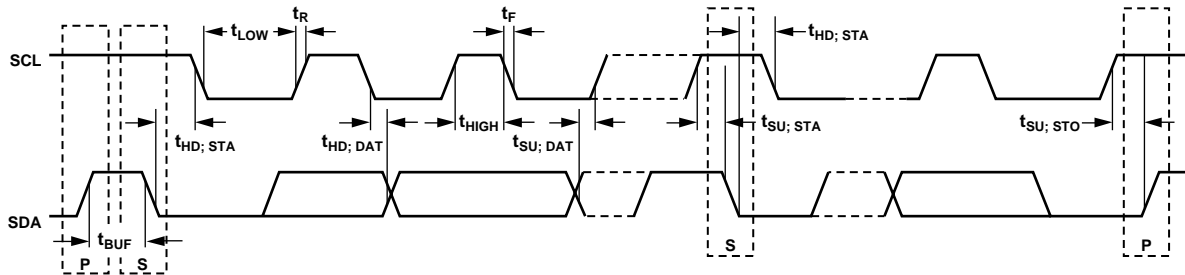 tR
tF
tLOW
tHD; STA
SCL
tHD; STA
tHD; DAT
tHIGH
tSU; DAT
tSU; STA
tSU; STO
SDA
tBUF
P
S
S
P